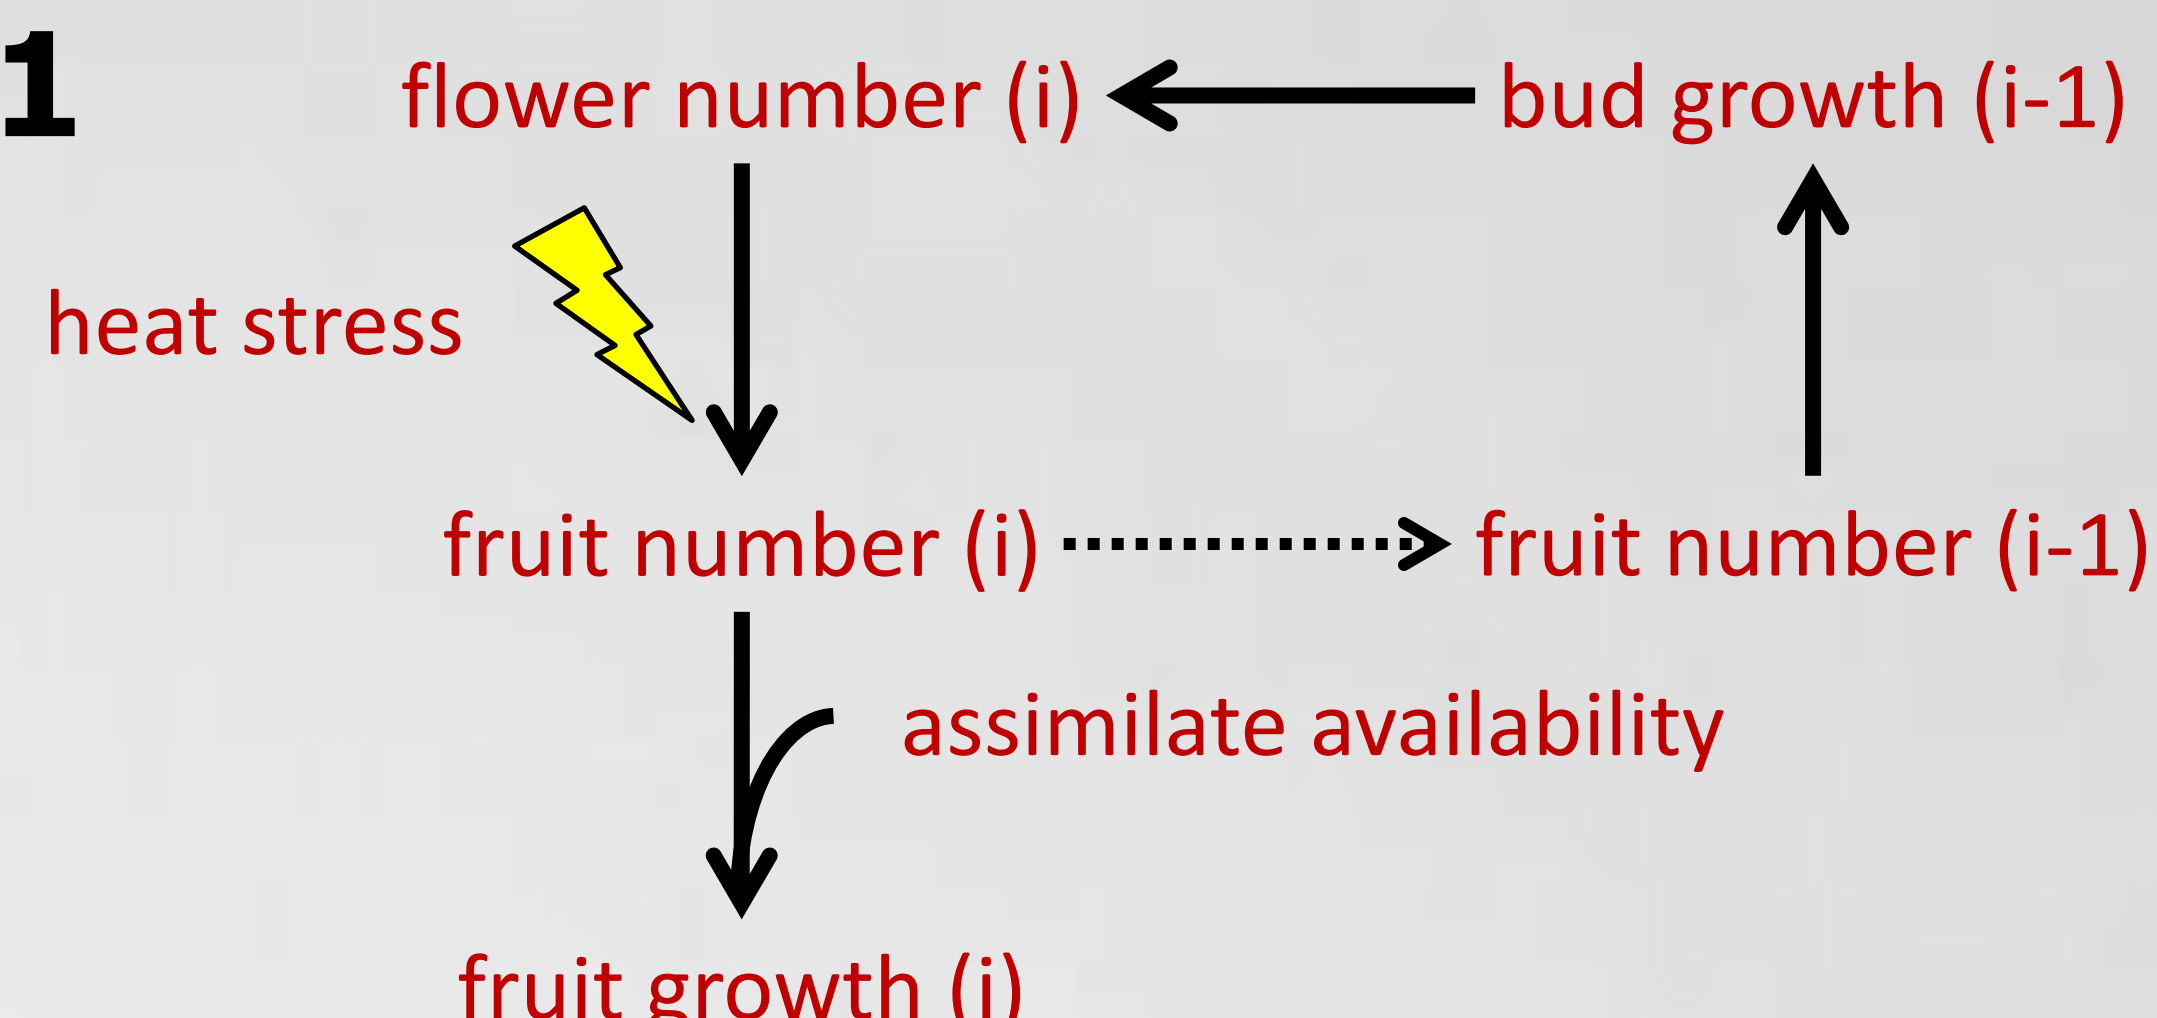 1
flower number (i)
bud growth (i-1)
heat stress
fruit number (i)
fruit number (i-1)
assimilate availability
fruit growth (i)